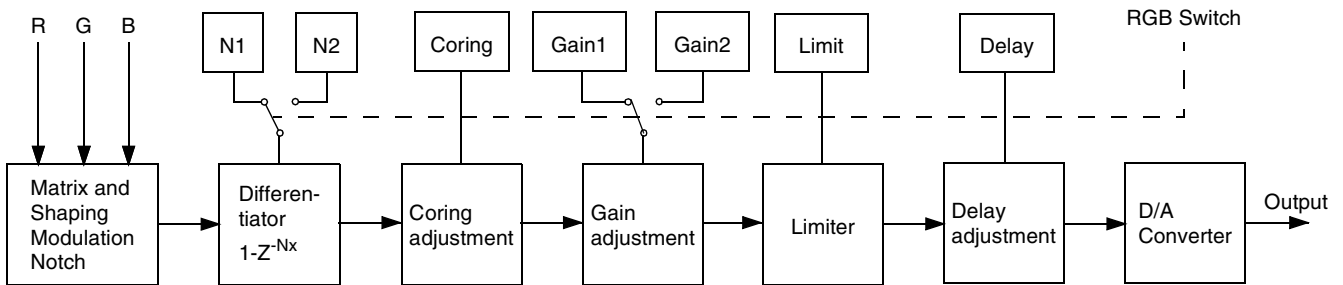 R G B
N1 N2 Coring Gain1 Gain2 Limit Delay
RGB Switch
Matrix and
Shaping
Modulation
Notch
Differen-
tiator
1-Z-Nx
Coring
adjustment
Gain
adjustment
Limiter
Delay
adjustment
D/A
Converter
Output